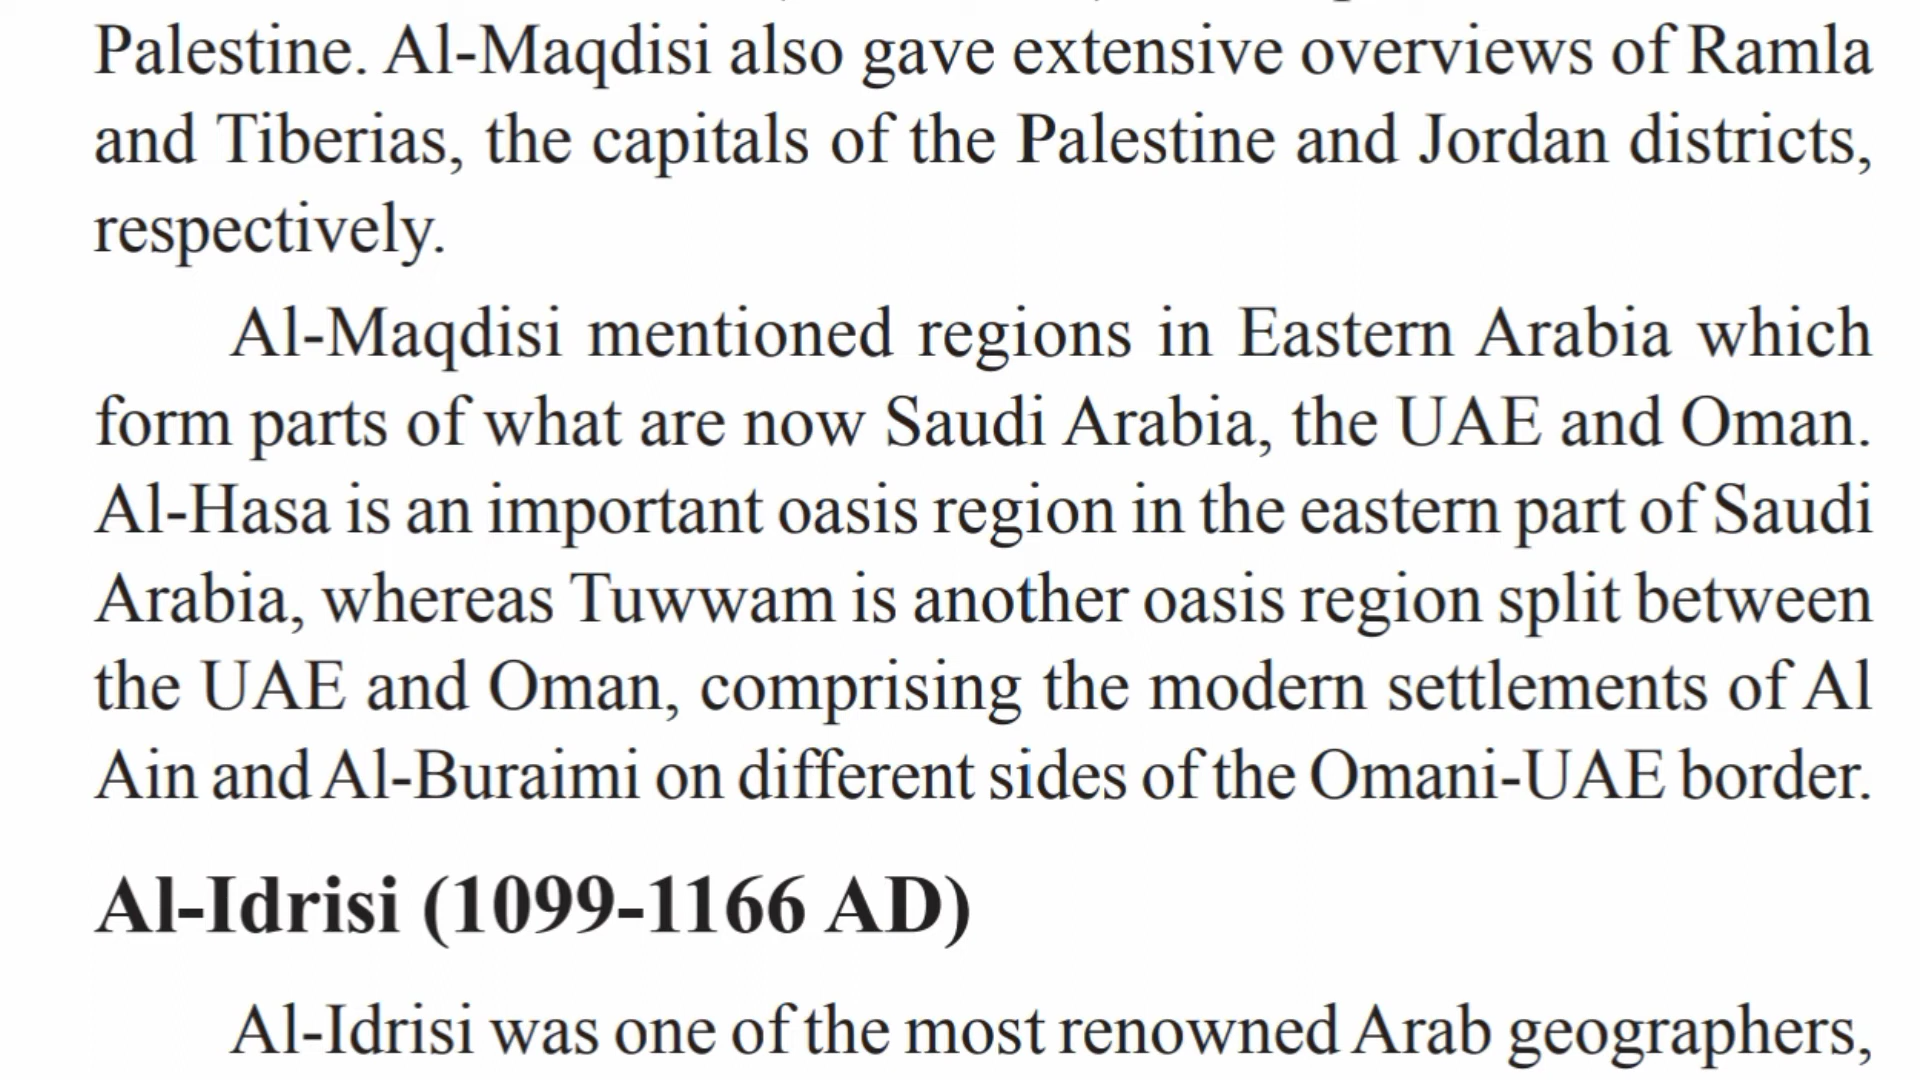 Palestine. Al-Maqdisi also gave extensive overviews of Ramla
and Tiberias, the capitals of the Palestine and Jordan districts,
respectively.
Al-Maqdisi mentioned regions in Eastern Arabia which
form parts of what are now Saudi Arabia, the UAE and Oman.
Al-Hasa is an important oasis region in the eastern part of Saudi
Arabia, whereas Tuwwam is another oasis region split between
the UAE and Oman, comprising the modern settlements of Al
Ain and Al-Buraimi on different sides of the Omani-UAE border.
Al-Idrisi (1099-1166 AD)
Al-Idrisi was one of the most renowned Arab geographers,